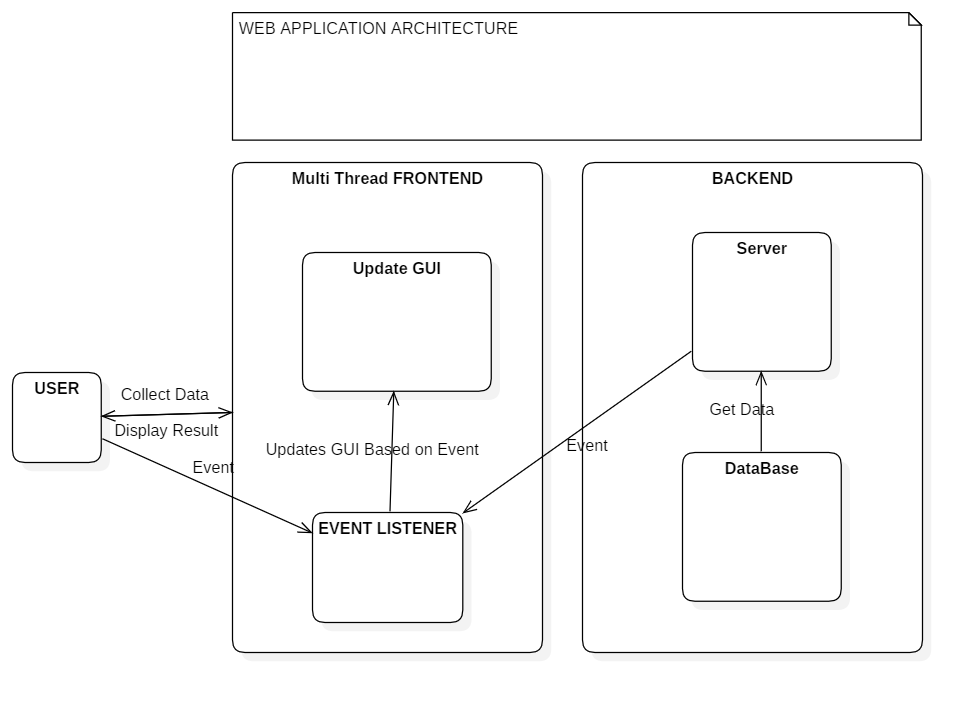 WEB APPLICATION ARCHITECTURE
Multi Thread FRONTEND
BACKEND
Server
Update GUI
USER
Collect Data
Display Result
Get Data
Event
Updates GUI Based on Event
Event
DataBase
EVENT LISTENER